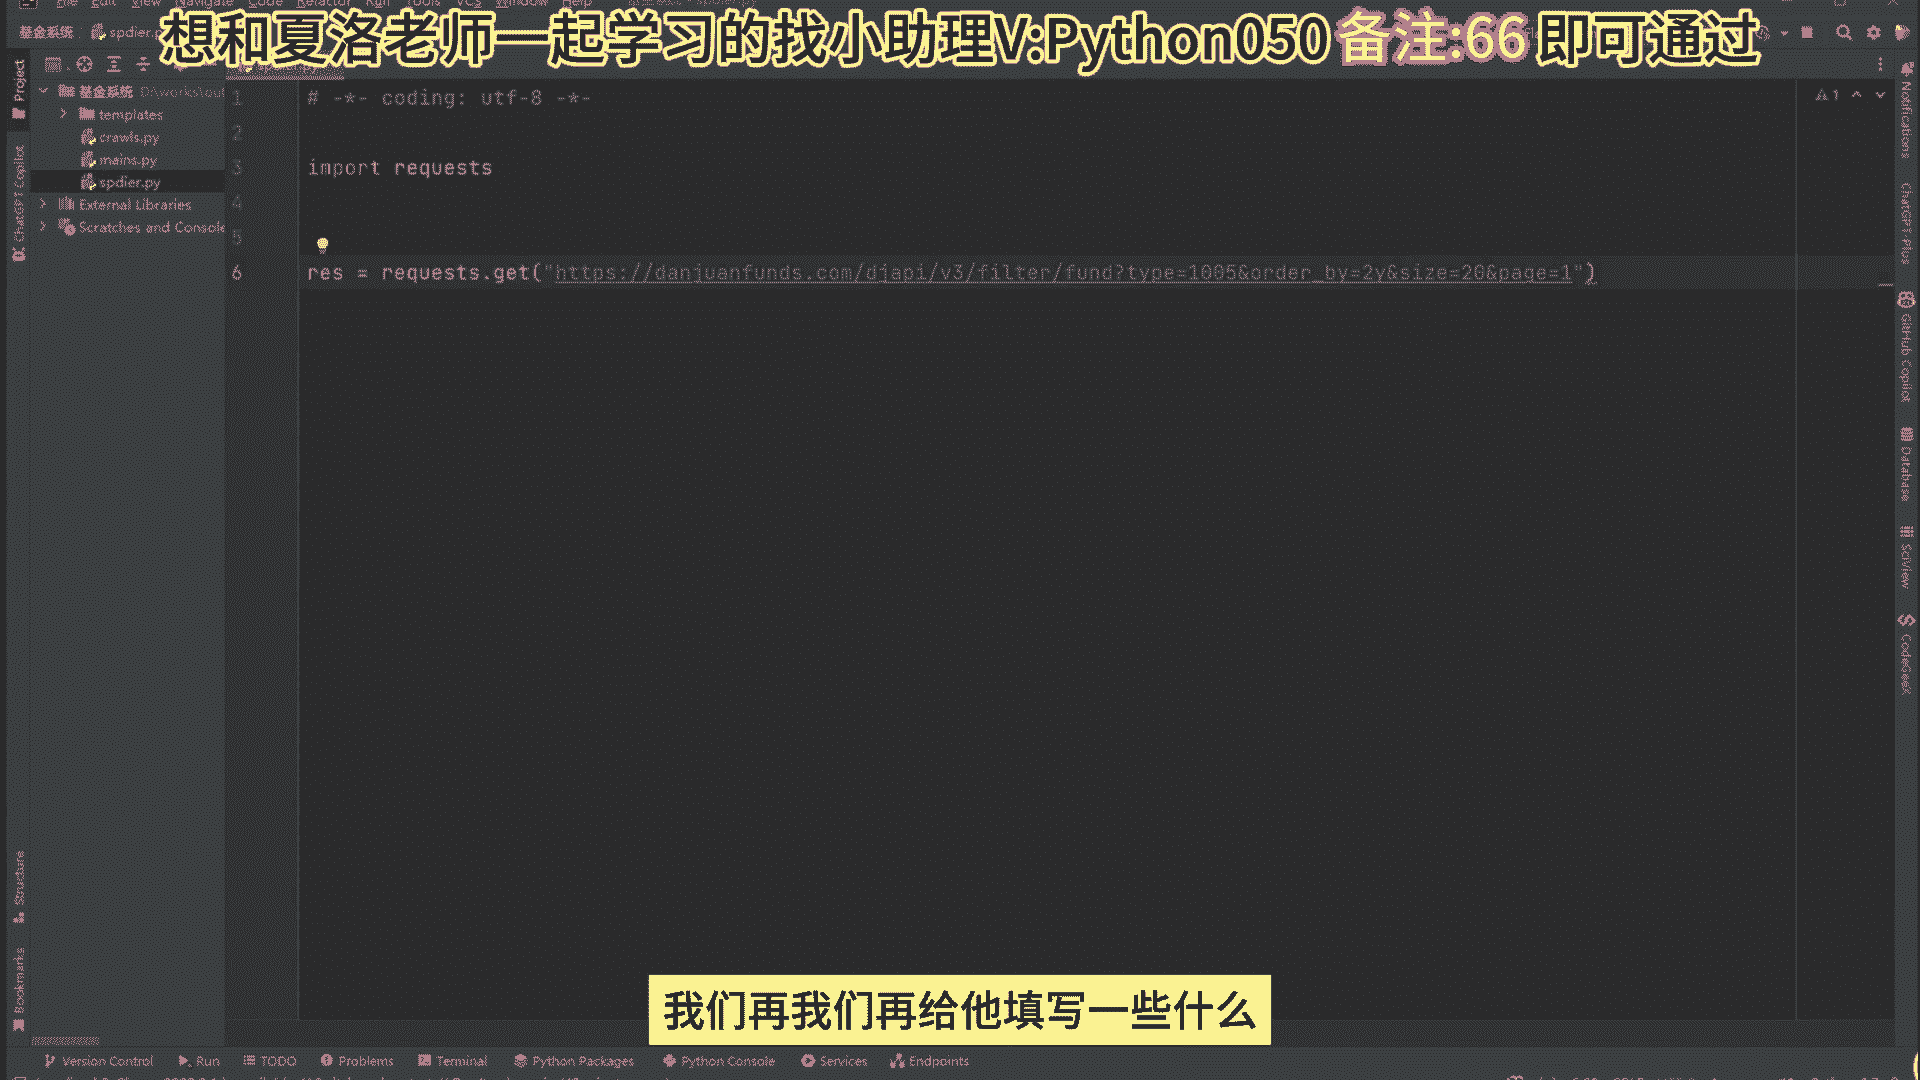 File Edit View Navigate Code Refactor Run Tools VCS Window Help
想和夏洛老师一起学习的找小助理V:Python050 备注:66 即可通过
基金系统 spdier.p
Project
基金系统 D:\works\out
templates
crawls.py
mains.py
spdier.py
External Libraries
Scratches and Console
ChatGPT Copilot
Structure
Bookmarks
1 # -*- coding: utf-8 -*-
2
3 import requests
4
5
6 res = requests.get("https://danjuanfunds.com/djapi/v3/filter/fund?type=1005&order_by=2y&size=20&page=1")
1
Notifications
ChatGPT-Plus
GitHub Copilot
Database
SciView
CodeGeeX
我们再我们再给他填写一些什么
Version Control Run TODO Problems Terminal Python Packages Python Console Services Endpoints